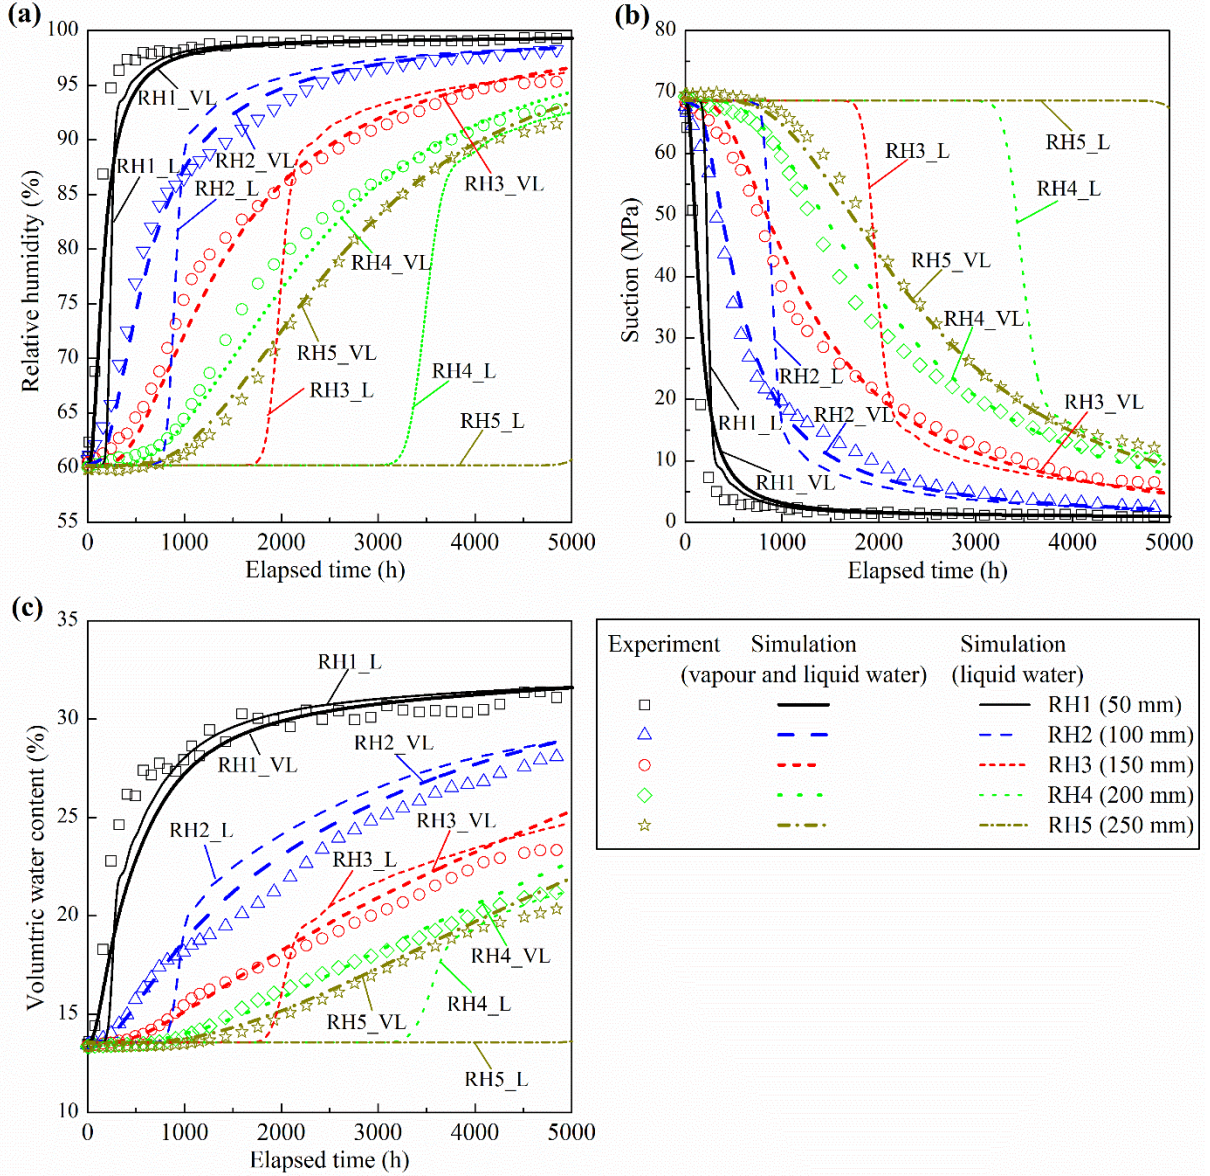 (a)
100
95
90
85
80
75
70
65
60
55
Relative humidity (%)
RH1_VL
RH1_L
RH2_VL
RH2_L
RH3_VL
RH4_VL
RH5_VL
RH3_L
RH4_L
RH5_L
0 1000 2000 3000 4000 5000
Elapsed time (h)
(b)
80
70
60
50
40
30
20
10
0
Suction (MPa)
RH5_L
RH3_L
RH4_L
RH5_VL
RH4_VL
RH2_L
RH3_VL
RH2_VL
RH1_L
RH1_VL
0 1000 2000 3000 4000 5000
Elapsed time (h)
(c)
35
30
25
20
15
10
Volumtric water content (%)
RH1_L
RH2_VL
RH1_VL
RH2_L
RH3_VL
RH3_L
RH4_VL
RH4_L
RH5_VL
RH5_L
0 1000 2000 3000 4000 5000
Elapsed time (h)
Experiment Simulation Simulation
(vapour and liquid water) (liquid water)
RH1 (50 mm)
RH2 (100 mm)
RH3 (150 mm)
RH4 (200 mm)
RH5 (250 mm)